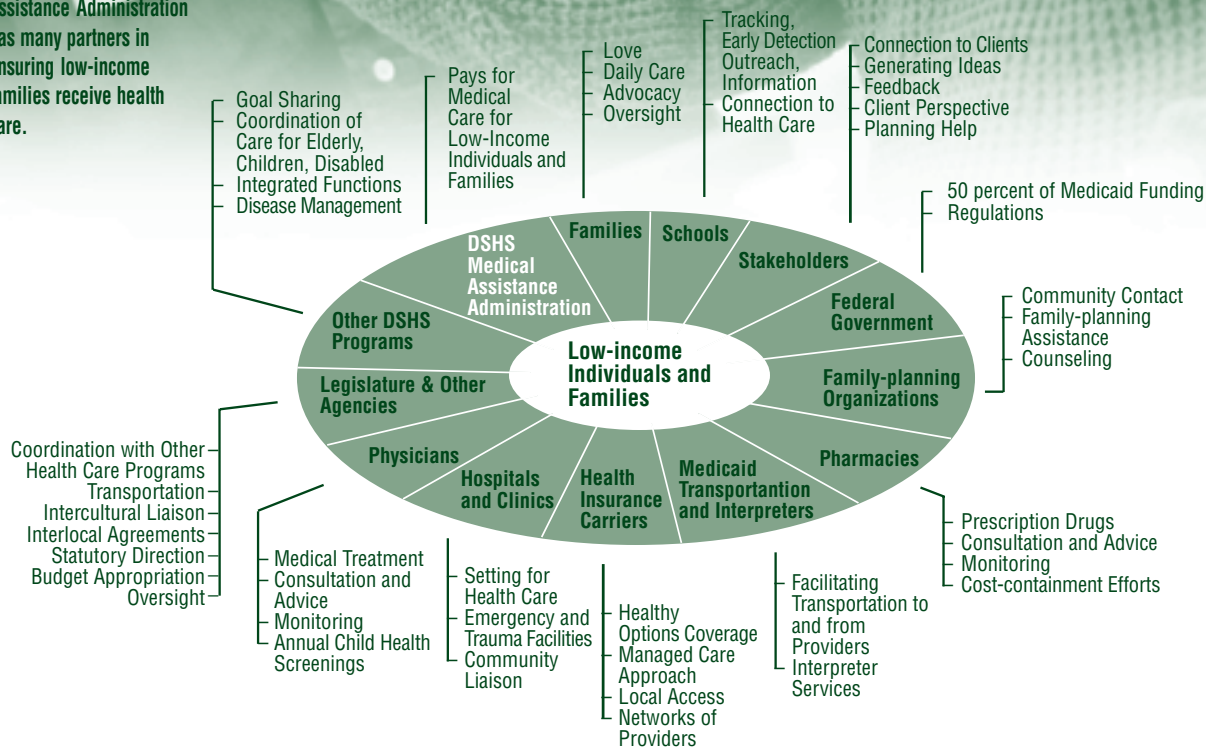 ssistance Administration
as many partners in
nsuring low-income
amilies receive health
are.
Goal Sharing
Coordination of
Care for Elderly,
Children, Disabled
Integrated Functions
Disease Management
Pays for
Medical
Care for
Low-Income
Individuals and
Families
Love
Daily Care
Advocacy
Oversight
Tracking,
Early Detection
Outreach,
Information
Connection to
Health Care
Connection to Clients
Generating Ideas
Feedback
Client Perspective
Planning Help
50 percent of Medicaid Funding
Regulations
Community Contact
Family-planning
Assistance
Counseling
DSHS
Medical
Assistance
Administration
Families
Schools
Stakeholders
Federal
Government
Family-planning
Organizations
Pharmacies
Medicaid
Transportantion
and Interpreters
Health
Insurance
Carriers
Hospitals
and Clinics
Physicians
Legislature & Other
Agencies
Other DSHS
Programs
Low-income
Individuals and
Families
Coordination with Other
Health Care Programs
Transportation
Intercultural Liaison
Interlocal Agreements
Statutory Direction
Budget Appropriation
Oversight
Medical Treatment
Consultation and
Advice
Monitoring
Annual Child Health
Screenings
Setting for
Health Care
Emergency and
Trauma Facilities
Community
Liaison
Healthy
Options Coverage
Managed Care
Approach
Local Access
Networks of
Providers
Facilitating
Transportation to
and from
Providers
Interpreter
Services
Prescription Drugs
Consultation and Advice
Monitoring
Cost-containment Efforts